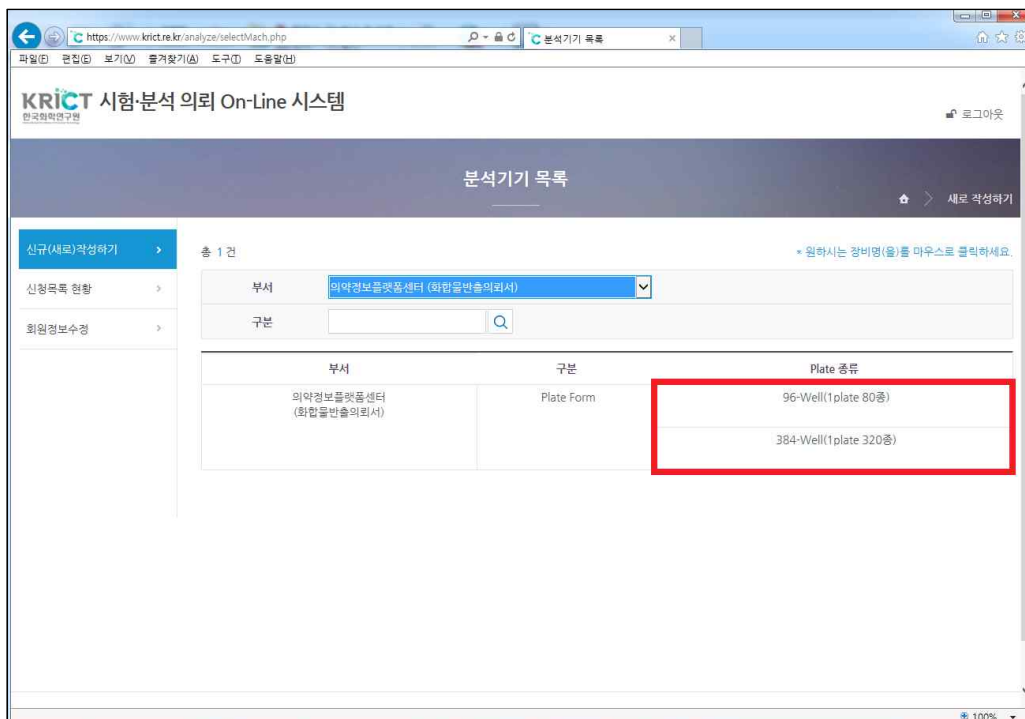 https://www.krict.re.kr/analyze/selectMach.php
분석기기 목록
파일(F) 편집(E) 보기(V) 즐겨찾기(A) 도구(T) 도움말(H)
KRICT 시험·분석 의뢰 On-Line 시스템
한국화학연구원
로그아웃
분석기기 목록
새로 작성하기
신규(새로)작성하기
신청목록 현황
회원정보수정
총 1 건
* 원하시는 장비명(을)를 마우스로 클릭하세요.
부서 의약정보플랫폼센터 (화합물반출의뢰서)
구분
부서 구분 Plate 종류
의약정보플랫폼센터 Plate Form 96-Well(1plate 80종)
(화합물반출의뢰서)
384-Well(1plate 320종)
100%